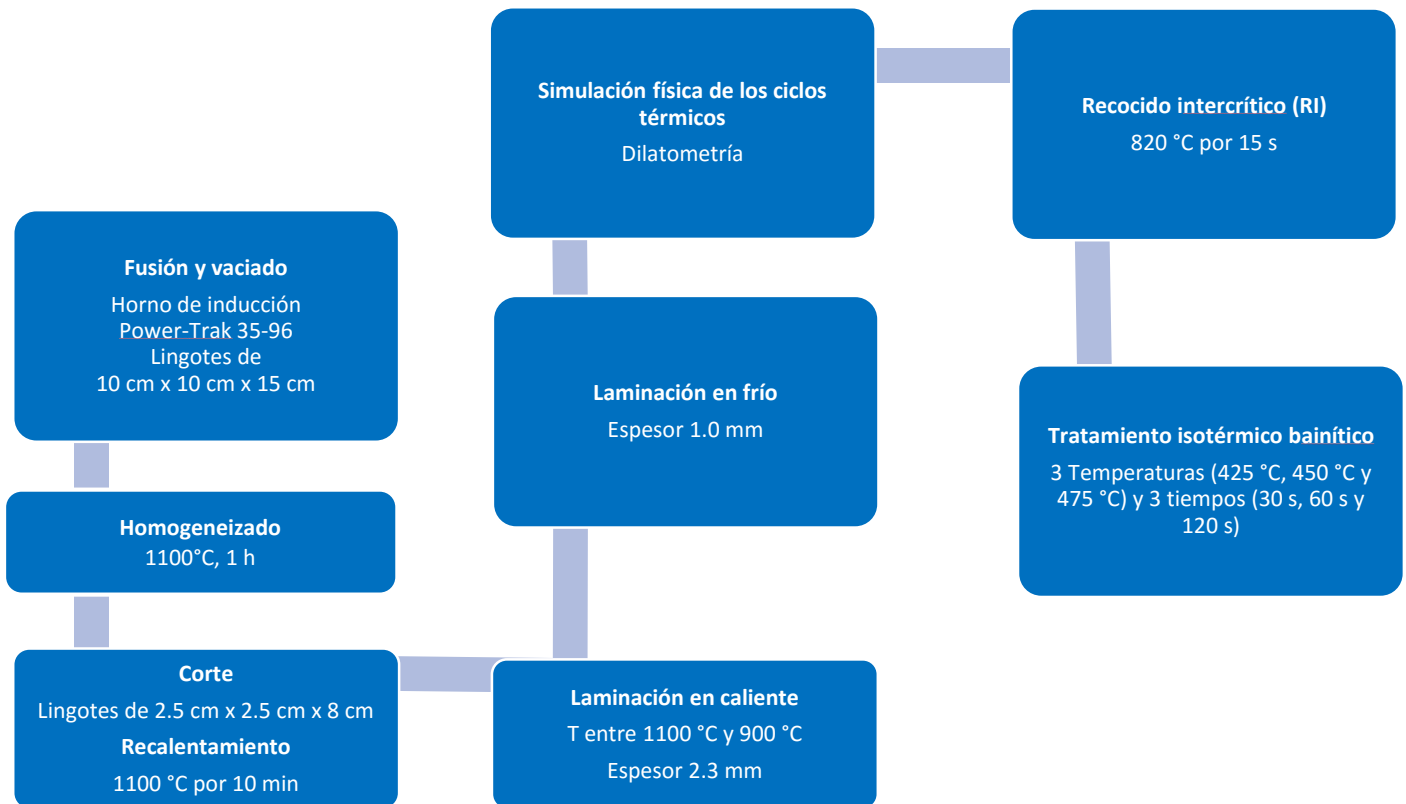 Fusión y vaciado
Horno de inducción
Power-Trak 35-96
Lingotes de
10 cm x 10 cm x 15 cm
Homogeneizado
1100°C, 1 h
Corte
Lingotes de 2.5 cm x 2.5 cm x 8 cm
Recalentamiento
1100 °C por 10 min
Laminación en caliente
T entre 1100 °C y 900 °C
Espesor 2.3 mm
Laminación en frío
Espesor 1.0 mm
Simulación física de los ciclos
térmicos
Dilatometría
Recocido intercrítico (RI)
820 °C por 15 s
Tratamiento isotérmico bainítico
3 Temperaturas (425 °C, 450 °C y
475 °C) y 3 tiempos (30 s, 60 s y
120 s)